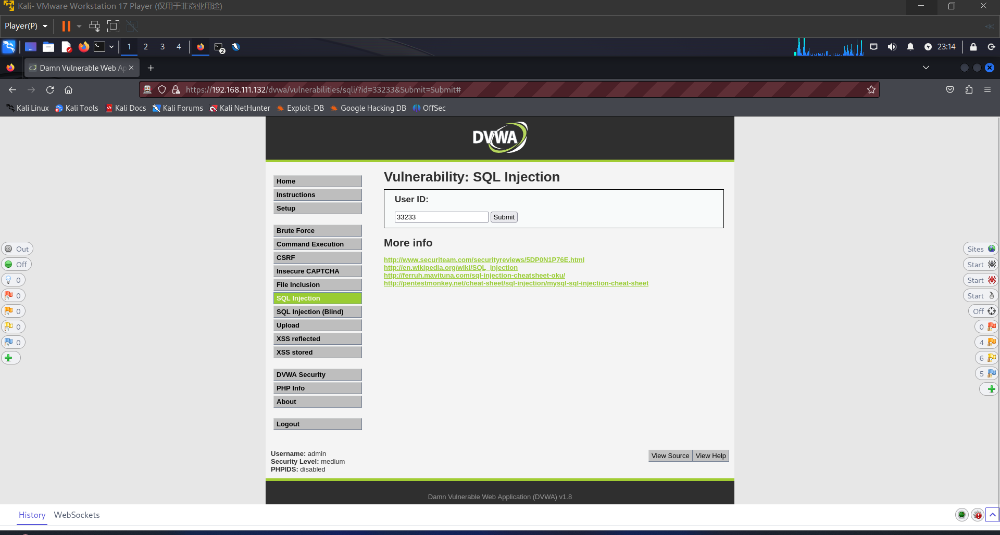 Kali- VMware Workstation 17 Player (仅用于非商业用途)
Player(P)
1 2 3 4 2 23:14
Damn Vulnerable Web Ap
https://192.168.111.132/dvwa/vulnerabilities/sqli/?id=33233&Submit=Submit#
Kali Linux Kali Tools Kali Docs Kali Forums Kali NetHunter Exploit-DB Google Hacking DB OffSec
DVWA
Home
Instructions
Setup
Brute Force
Command Execution
CSRF
Insecure CAPTCHA
File Inclusion
SQL Injection
SQL Injection (Blind)
Upload
XSS reflected
XSS stored
DVWA Security
PHP Info
About
Logout
Vulnerability: SQL Injection
User ID:
33233 Submit
More info
http://www.securiteam.com/securityreviews/5DP0N1P76E.html
http://en.wikipedia.org/wiki/SQL_injection
http://ferruh.mavituna.com/sql-injection-cheatsheet-oku/
http://pentestmonkey.net/cheat-sheet/sql-injection/mysql-sql-injection-cheat-sheet
Out
Off
0
0
0
0
0
Sites
Start
Start
Start
Off
0
4
6
5
Username: admin
Security Level: medium
PHPIDS: disabled
View Source View Help
Damn Vulnerable Web Application (DVWA) v1.8
History WebSockets